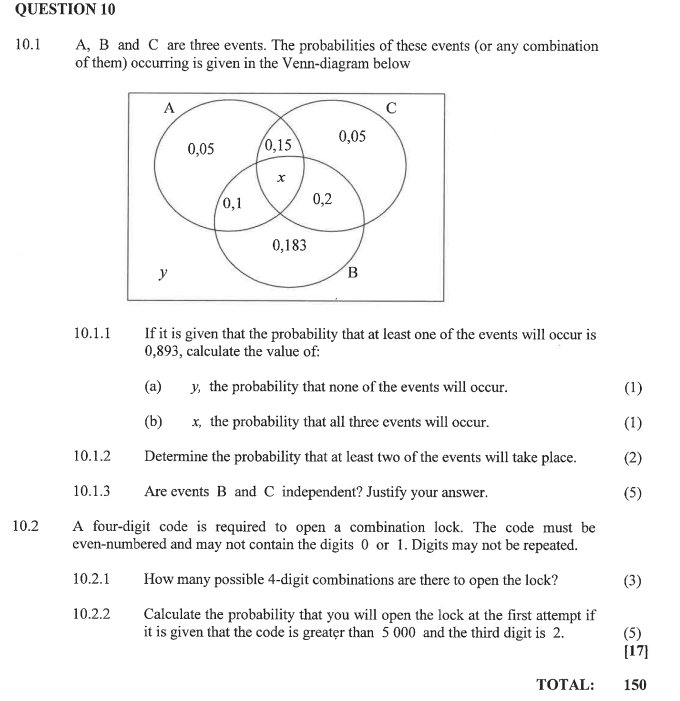 QUESTION 10
10.1 A, B and C are three events. The probabilities of these events (or any combination
of them) occurring is given in the Venn-diagram below
A C
0,05 0,15 0,05
x
0,1 0,2
0,183
y B
10.1.1 If it is given that the probability that at least one of the events will occur is
0,893, calculate the value of:
(a) y, the probability that none of the events will occur. (1)
(b) x, the probability that all three events will occur. (1)
10.1.2 Determine the probability that at least two of the events will take place. (2)
10.1.3 Are events B and C independent? Justify your answer. (5)
10.2 A four-digit code is required to open a combination lock. The code must be
even-numbered and may not contain the digits 0 or 1. Digits may not be repeated.
10.2.1 How many possible 4-digit combinations are there to open the lock? (3)
10.2.2 Calculate the probability that you will open the lock at the first attempt if
it is given that the code is greater than 5 000 and the third digit is 2. (5)
[17]
TOTAL: 150